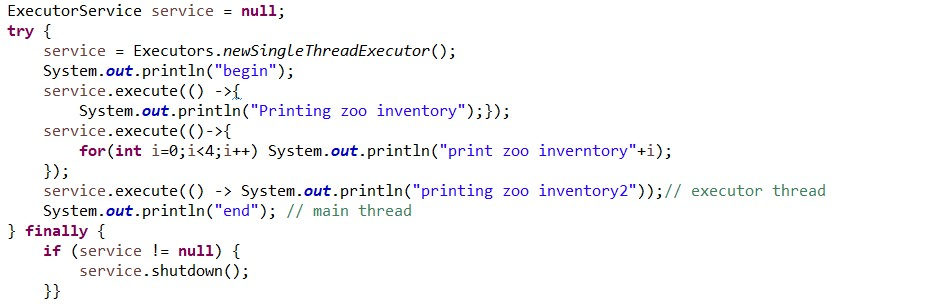 ExecutorService service = null;
try {
    service = Executors.newSingleThreadExecutor();
    System.out.println("begin");
    service.execute(() ->{
        System.out.println("Printing zoo inventory");});
    service.execute(()->{
        for(int i=0;i<4;i++) System.out.println("print zoo inverntory"+i);
    });
    service.execute(() -> System.out.println("printing zoo inventory2"));// executor thread
    System.out.println("end"); // main thread
} finally {
    if (service != null) {
        service.shutdown();
    }}